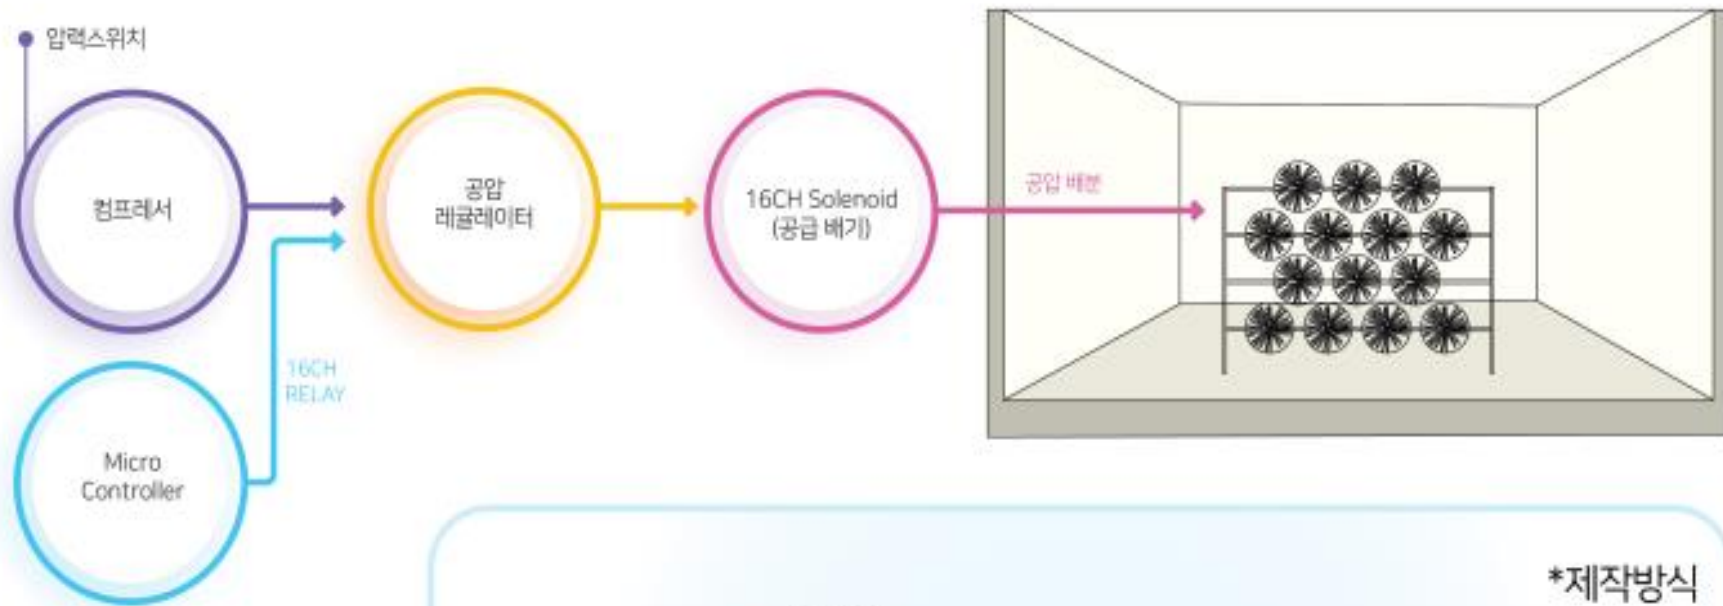 압력스위치
컴프레서
공압
레귤레이터
16CH Solenoid
(공급 배기)
공압 배분
16CH
RELAY
Micro
Controller
*제작방식